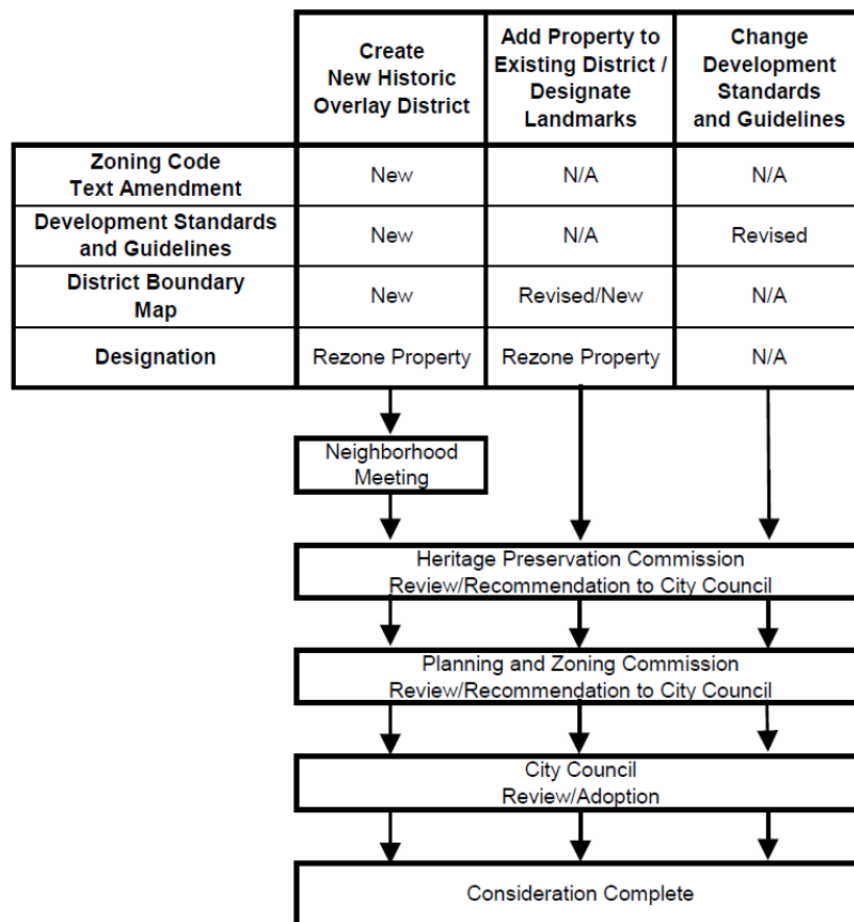 Create
New Historic
Overlay District
Add Property to
Existing District /
Designate
Landmarks
Change
Development
Standards
and Guidelines
Zoning Code
Text Amendment
New
N/A
N/A
Development Standards
and Guidelines
New
N/A
Revised
District Boundary
Map
New
Revised/New
N/A
Designation
Rezone Property
Rezone Property
N/A
Neighborhood
Meeting
Heritage Preservation Commission
Review/Recommendation to City Council
Planning and Zoning Commission
Review/Recommendation to City Council
City Council
Review/Adoption
Consideration Complete